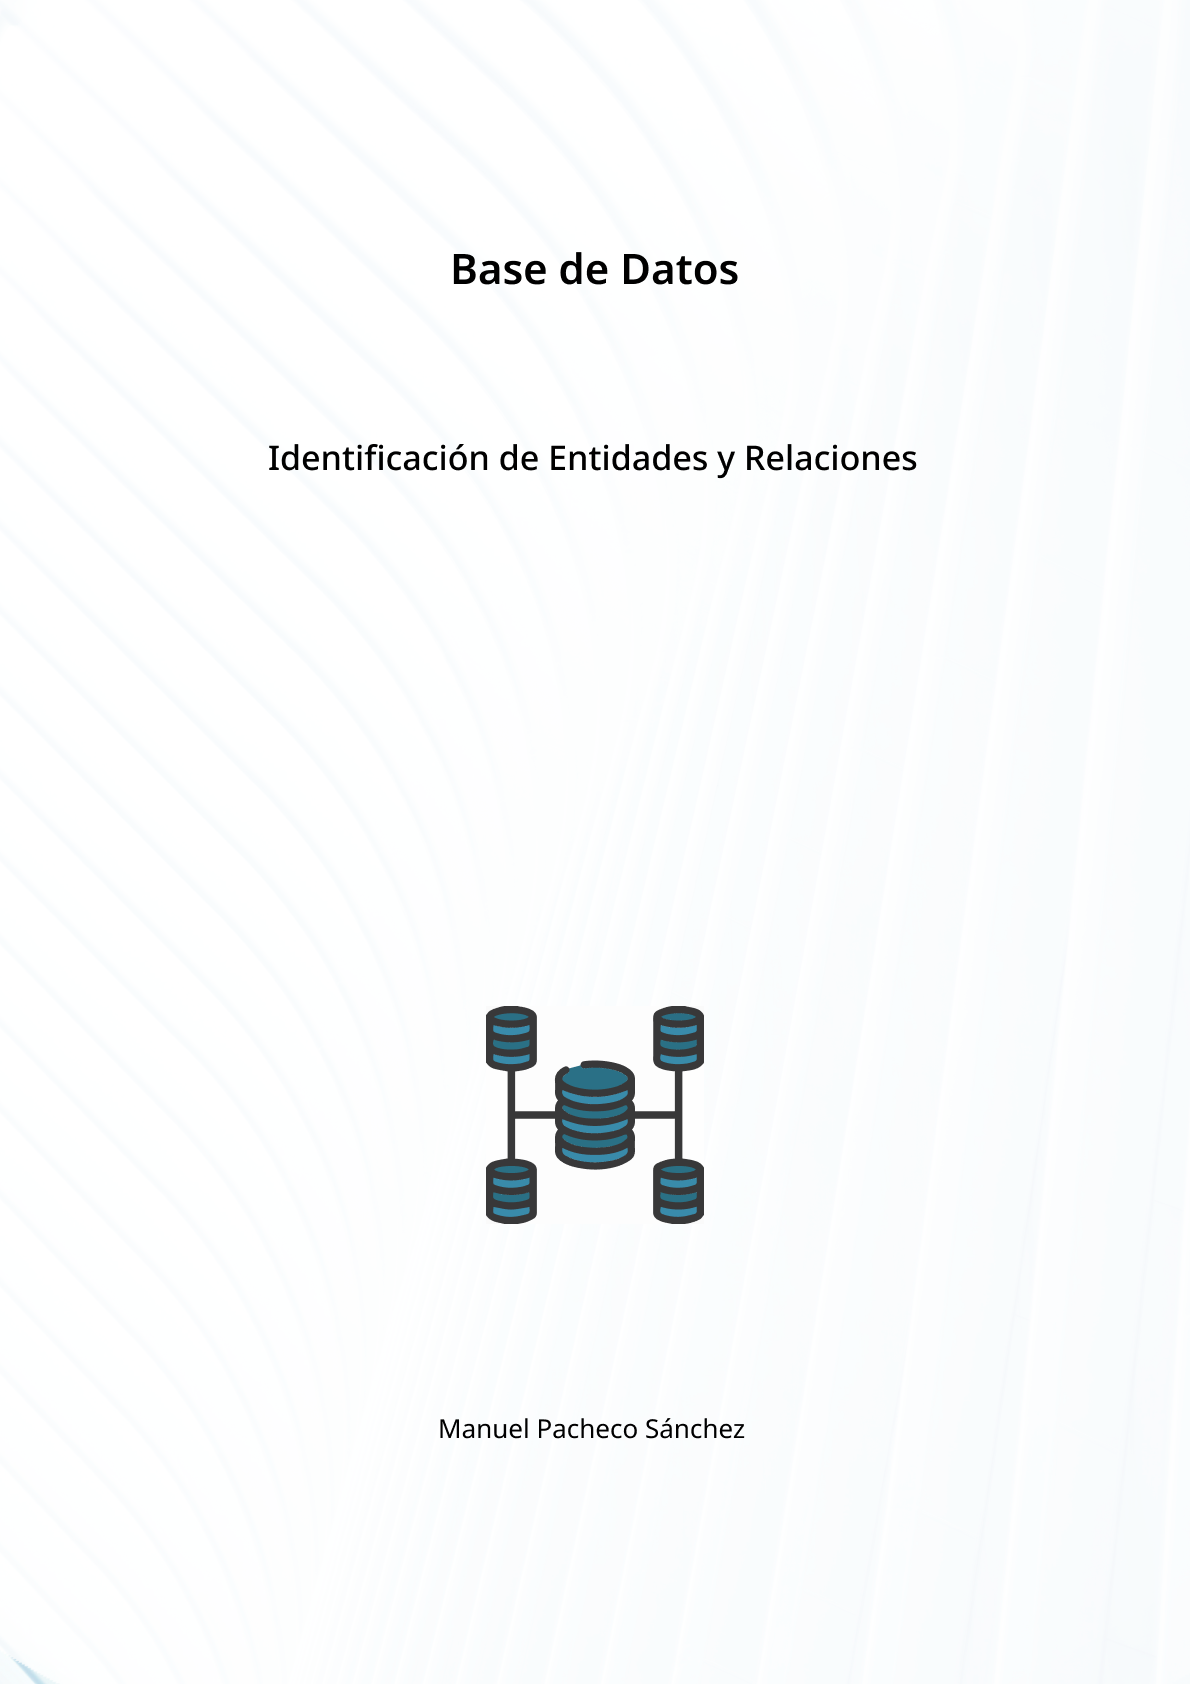 Base de Datos
Identificación de Entidades y Relaciones
Manuel Pacheco Sánchez